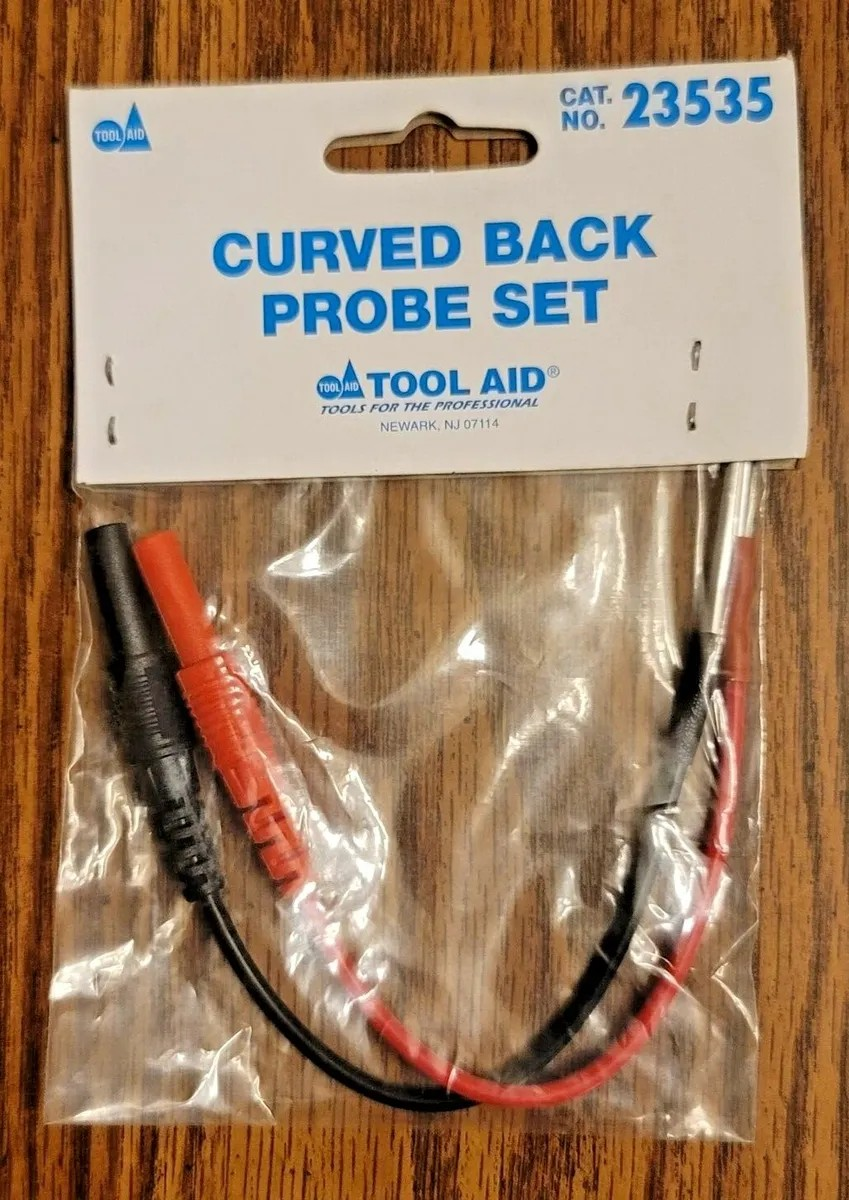 TOOL AID
CAT.
NO. 23535
CURVED BACK
PROBE SET
TOOL AID TOOL AID®
TOOLS FOR THE PROFESSIONAL
NEWARK, NJ 07114